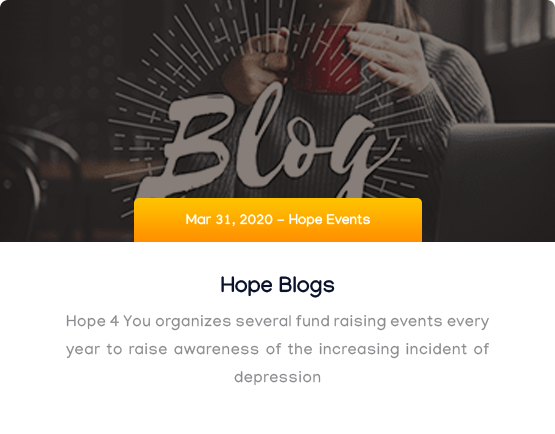 Blog
Mar 31, 2020 – Hope Events
Hope Blogs
Hope 4 You organizes several fund raising events every
year to raise awareness of the increasing incident of
depression